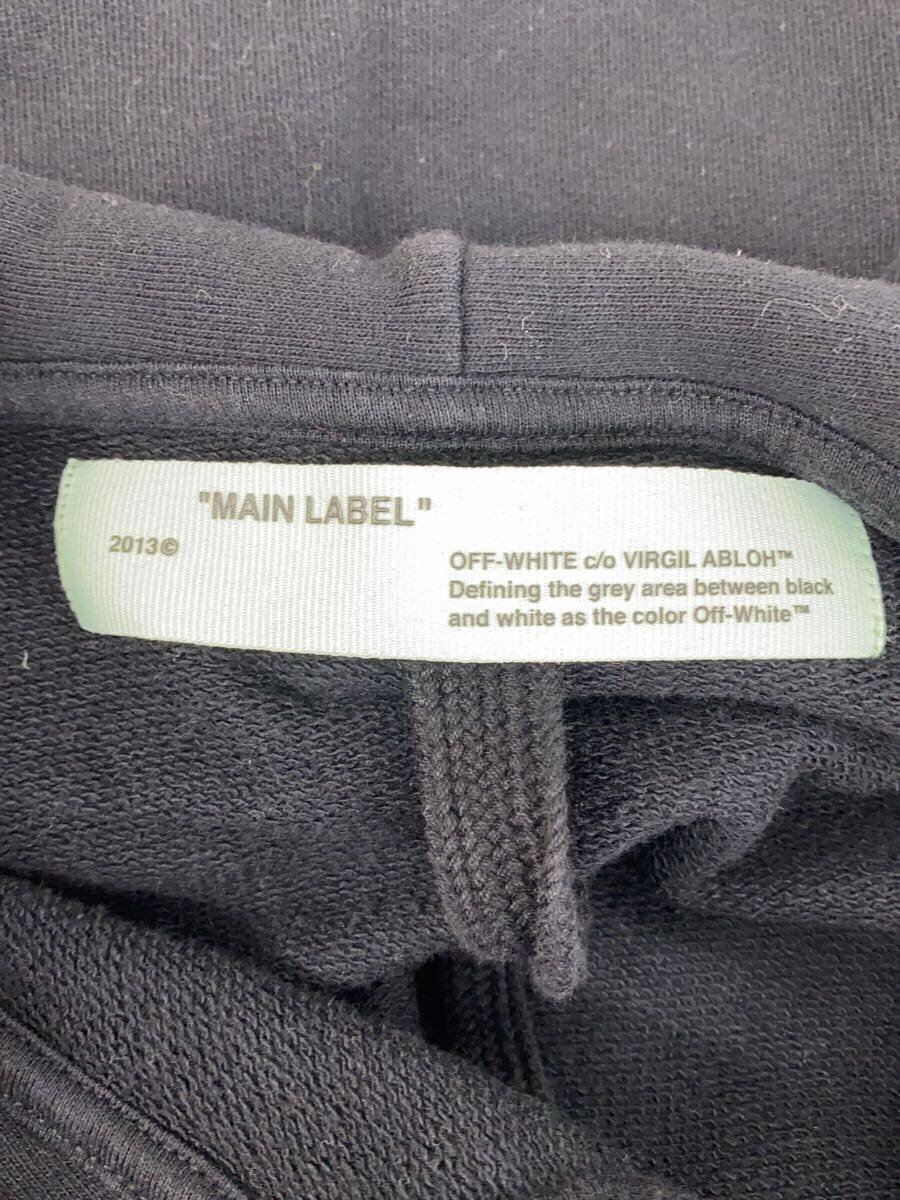 "MAIN LABEL"
2013©
OFF-WHITE c/o VIRGIL ABLOH™
Defining the grey area between black
and white as the color Off-White™